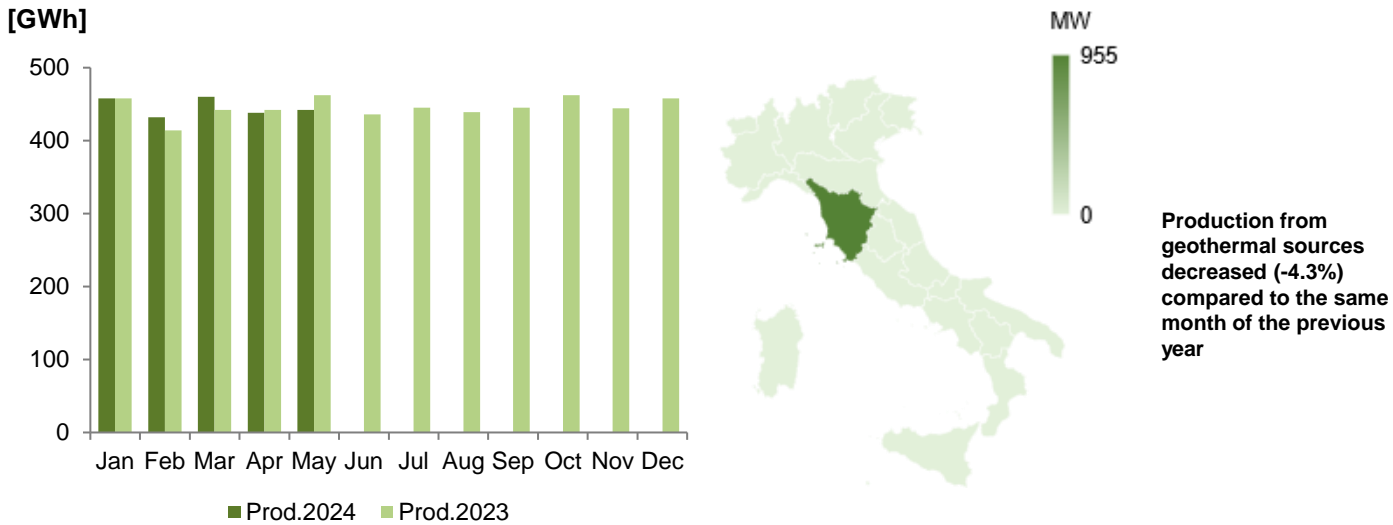 [GWh]
500
400
300
200
100
0
Jan Feb Mar Apr May Jun Jul Aug Sep Oct Nov Dec
Prod.2024 Prod.2023
MW
955
0
Production from
geothermal sources
decreased (-4.3%)
compared to the same
month of the previous
year